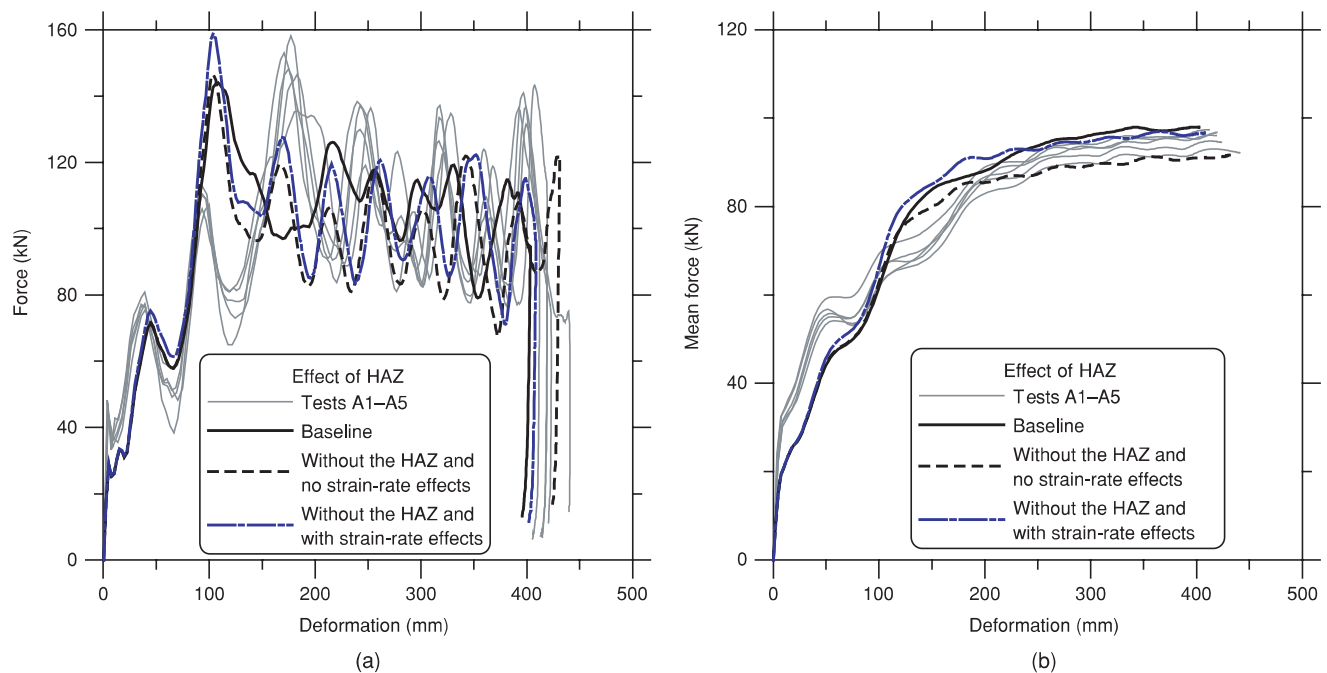 160
120
80
40
0
Force (kN)
Effect of HAZ
Tests A1–A5
Baseline
Without the HAZ and
no strain-rate effects
Without the HAZ and
with strain-rate effects
0 100 200 300 400 500
Deformation (mm)
(a)
120
80
40
0
Mean force (kN)
Effect of HAZ
Tests A1–A5
Baseline
Without the HAZ and
no strain-rate effects
Without the HAZ and
with strain-rate effects
0 100 200 300 400 500
Deformation (mm)
(b)